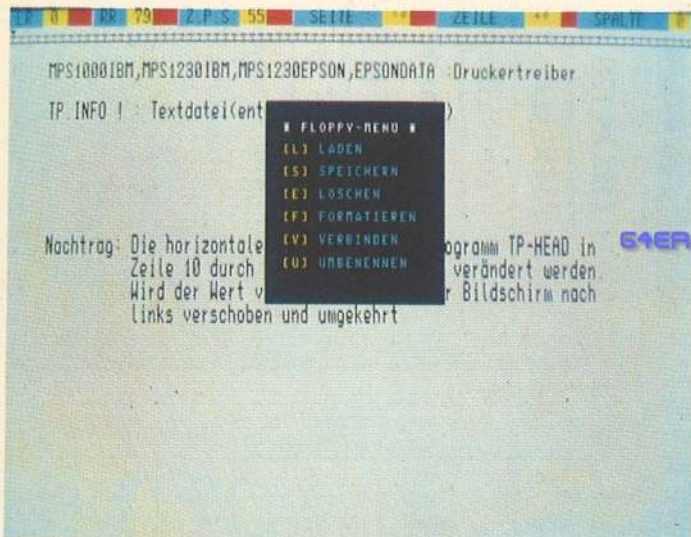 LR 0 RR 79 Z.P.S 55 SEITE ZEILE SPALTE 0
MPS1000IBM,MPS1230IBM,MPS1230EPSON,EPSONDATA :Druckertreiber
TP.INFO ! : Textdatei(ent )
FLOPPY-MENU
[L] LADEN
[S] SPEICHERN
[E] LÖSCHEN
[F] FORMATIEREN
[V] VERBINDEN
[U] UMBENENNEN
Nachtrag: Die horizontale ogramm TP-HEAD in
Zeile 10 durch verändert werden
Wird der Wert v r Bildschirm nach
links verschoben und umgekehrt
64ER